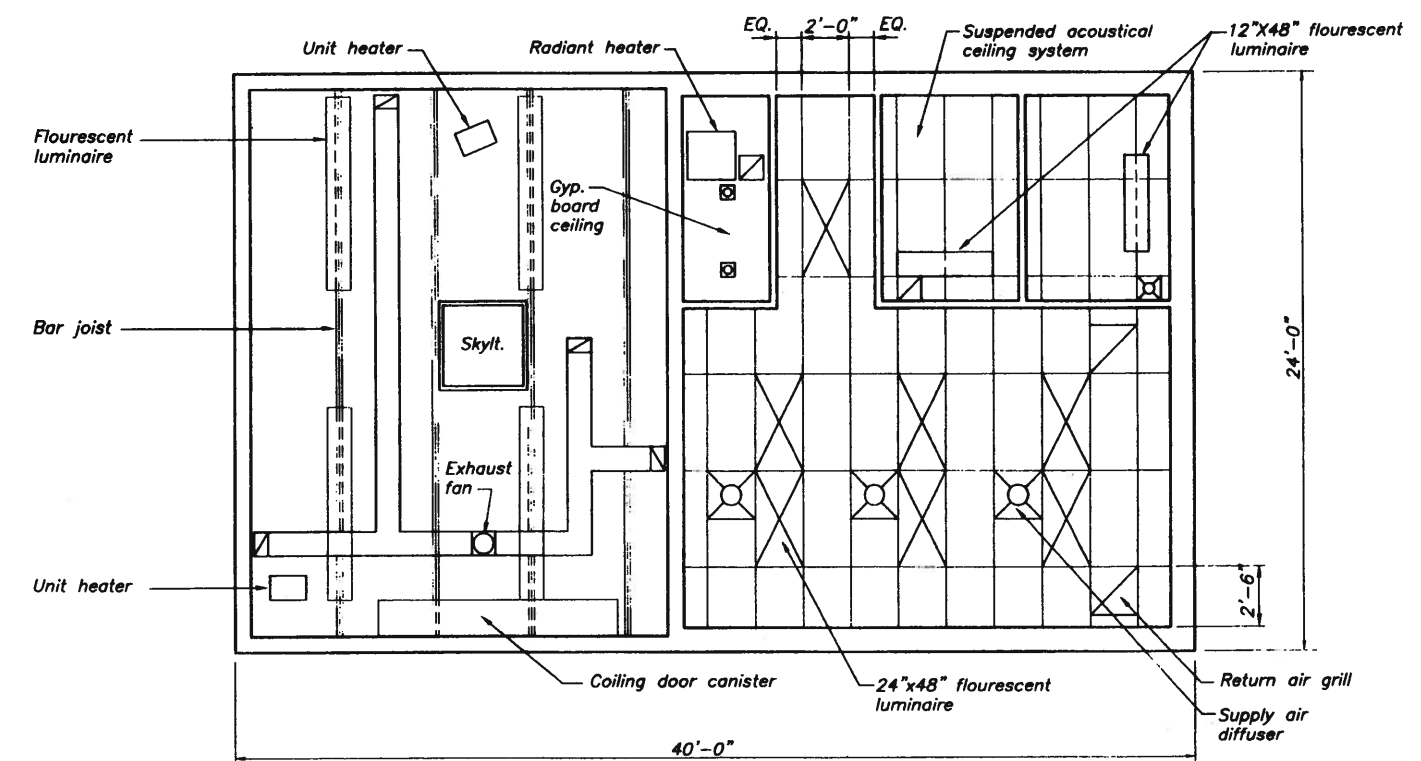 EQ. 2'-0" EQ.
Unit heater
Radiant heater
Suspended acoustical
ceiling system
12"X48" flourescent
luminaire
Flourescent
luminaire
Gyp.
board
ceiling
Bar joist
Skylt.
24'-0"
Exhaust
fan
Unit heater
2'-6"
Coiling door canister
24"x48" flourescent
luminaire
Return air grill
Supply air
diffuser
40'-0"